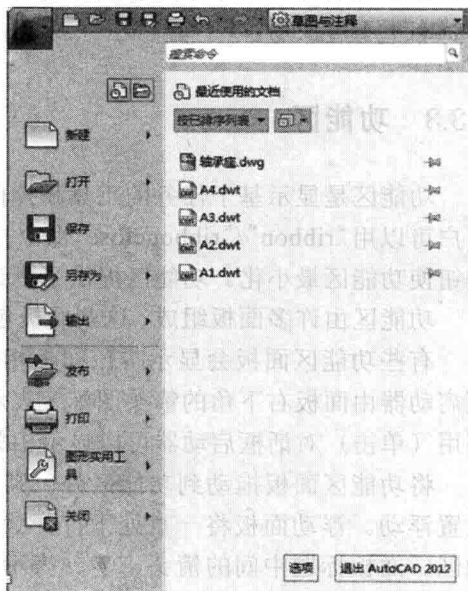 草图与注释
搜索命令
最近使用的文档
按已排序列表
新建
打开
保存
另存为
输出
发布
打印
图形实用工
具
关闭
轴承座.dwg
A4.dwt
A3.dwt
A2.dwt
A1.dwt
选项
退出 AutoCAD 2012